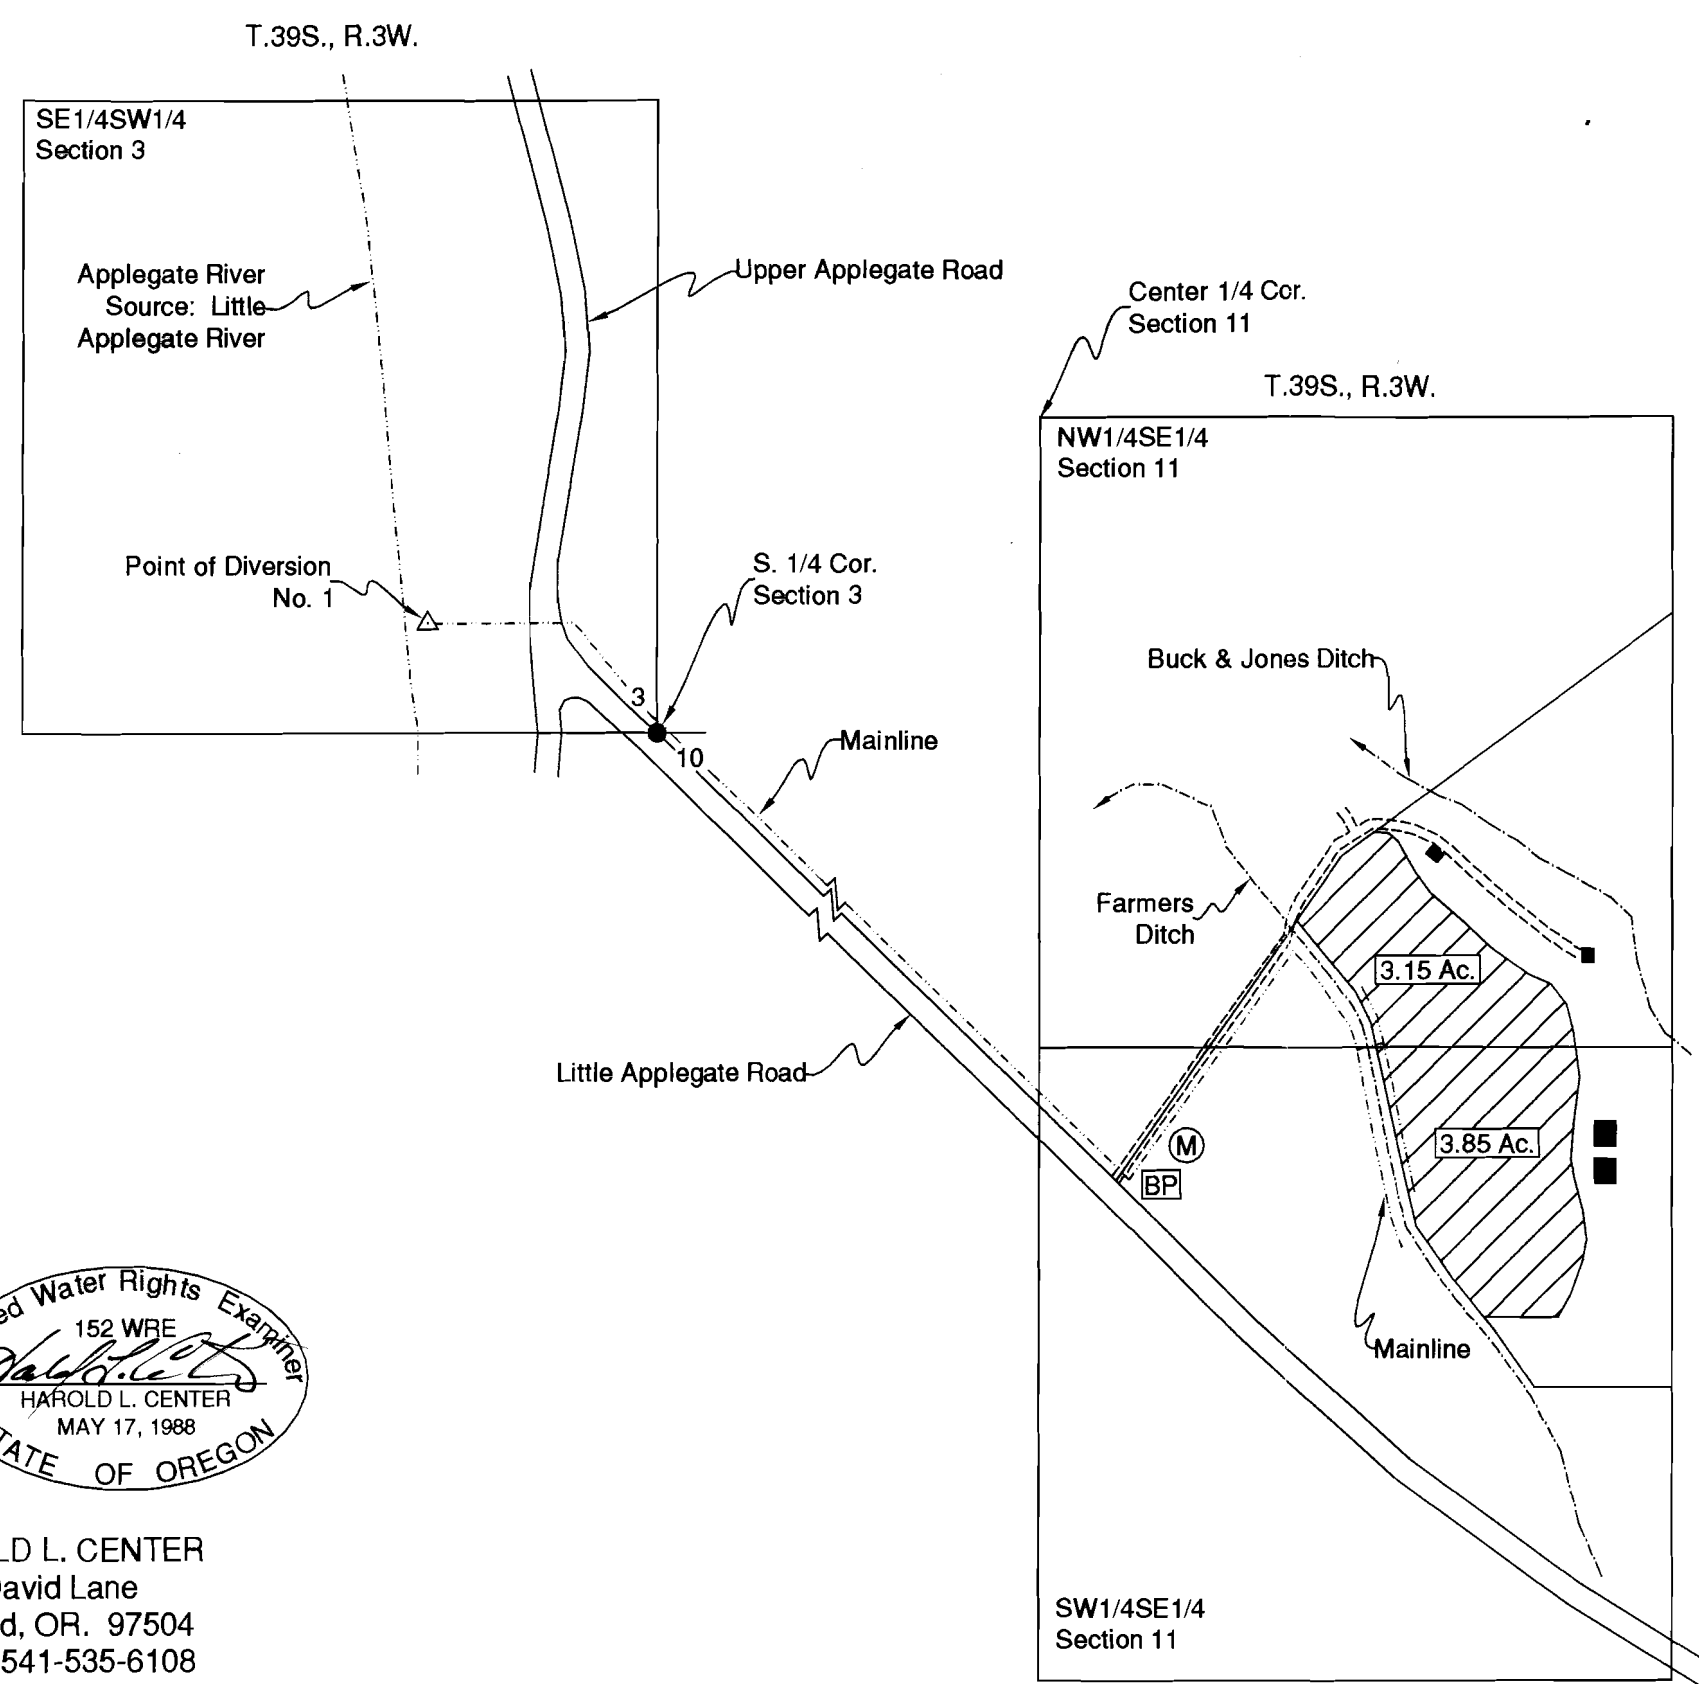 T.39S., R.3W.
SE1/4SW1/4
Section 3
Applegate River
Source: Little
Applegate River
Upper Applegate Road
Center 1/4 Cor.
Section 11
T.39S., R.3W.
NW1/4SE1/4
Section 11
Point of Diversion
No. 1
S. 1/4 Cor.
Section 3
Buck & Jones Ditch
3
10
Mainline
Farmers
Ditch
3.15 Ac.
Little Applegate Road
M
BP
3.85 Ac.
Mainline
ed Water Rights Examiner
152 WRE
HAROLD L. CENTER
MAY 17, 1988
TATE OF OREGON
LD L. CENTER
David Lane
d, OR. 97504
541-535-6108
SW1/4SE1/4
Section 11